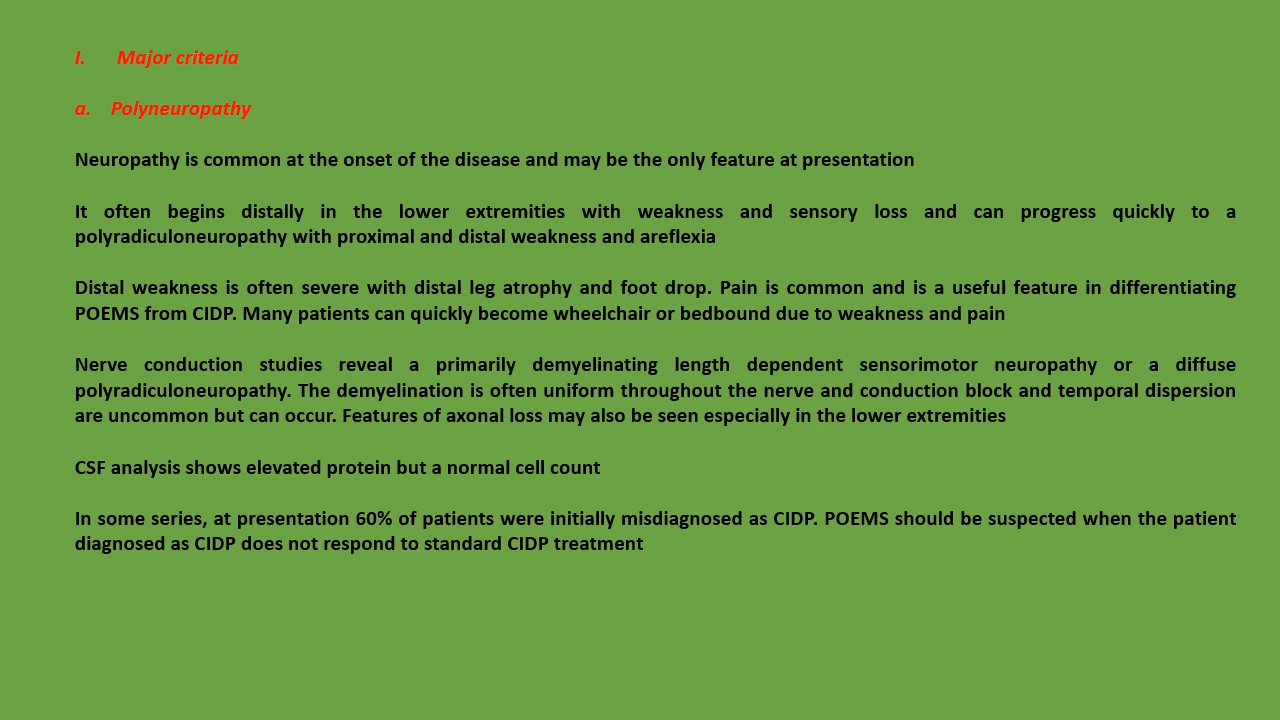 I. Major criteria
a. Polyneuropathy
Neuropathy is common at the onset of the disease and may be the only feature at presentation
It often begins distally in the lower extremities with weakness and sensory loss and can progress quickly to a
polyradiculoneuropathy with proximal and distal weakness and areflexia
Distal weakness is often severe with distal leg atrophy and foot drop. Pain is common and is a useful feature in differentiating
POEMS from CIDP. Many patients can quickly become wheelchair or bedbound due to weakness and pain
Nerve conduction studies reveal a primarily demyelinating length dependent sensorimotor neuropathy or a diffuse
polyradiculoneuropathy. The demyelination is often uniform throughout the nerve and conduction block and temporal dispersion
are uncommon but can occur. Features of axonal loss may also be seen especially in the lower extremities
CSF analysis shows elevated protein but a normal cell count
In some series, at presentation 60% of patients were initially misdiagnosed as CIDP. POEMS should be suspected when the patient
diagnosed as CIDP does not respond to standard CIDP treatment